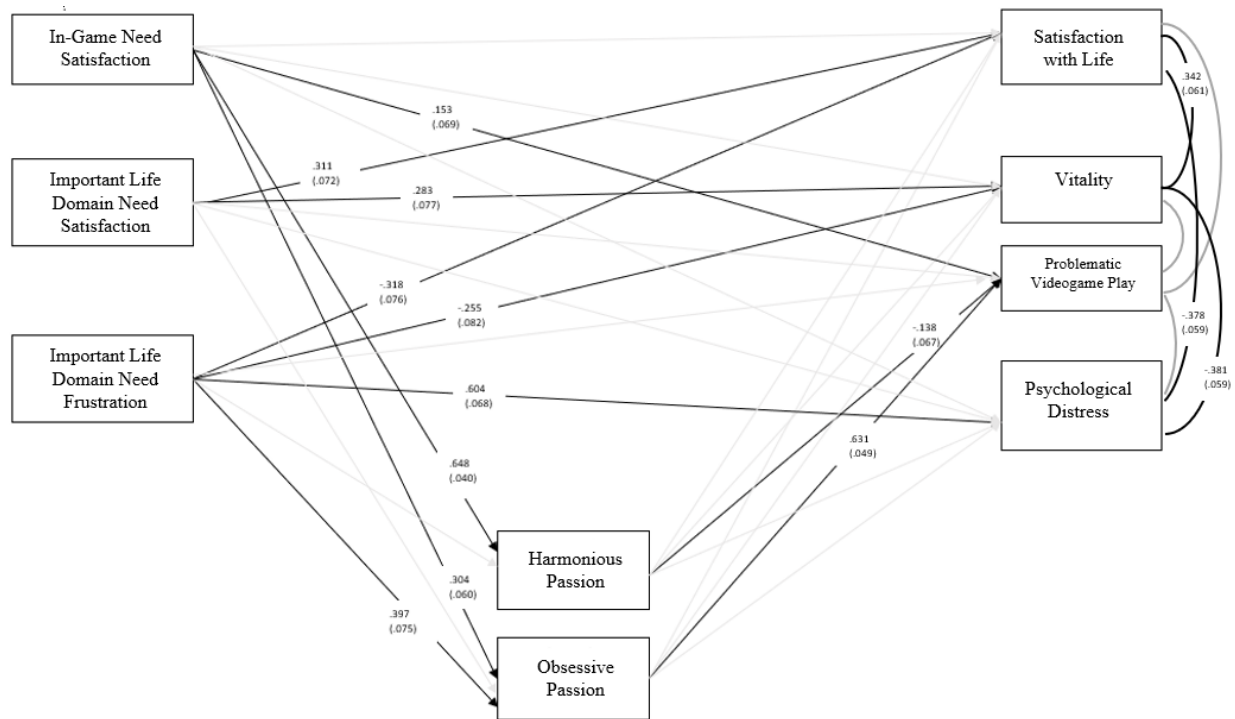 In-Game Need
Satisfaction
Important Life
Domain Need
Satisfaction
Important Life
Domain Need
Frustration
Satisfaction
with Life
Vitality
Problematic
Videogame Play
Psychological
Distress
Harmonious
Passion
Obsessive
Passion
.153
(.069)
.311
(.072)
.283
(.077)
-.318
(.076)
-.255
(.082)
.604
(.068)
.648
(.040)
.304
(.060)
.397
(.075)
-.138
(.067)
.631
(.049)
.342
(.061)
-.378
(.059)
-.381
(.059)